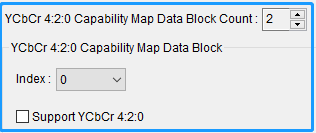 YCbCr 4:2:0 Capability Map Data Block Count : 2
YCbCr 4:2:0 Capability Map Data Block
Index : 0
Support YCbCr 4:2:0